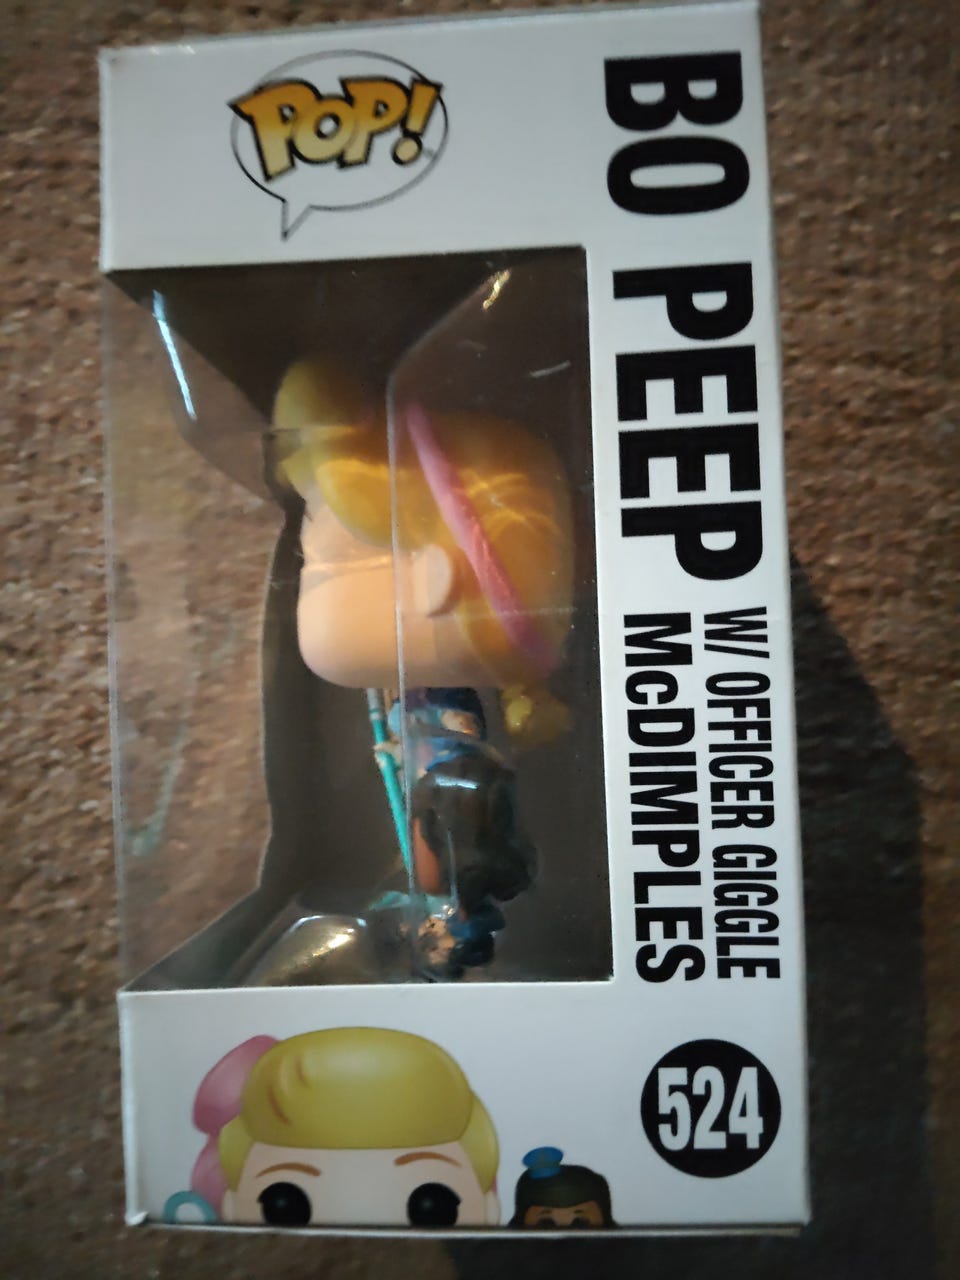 POP!
BO PEEP
W/ OFFICER GIGGLE
McDIMPLES
524